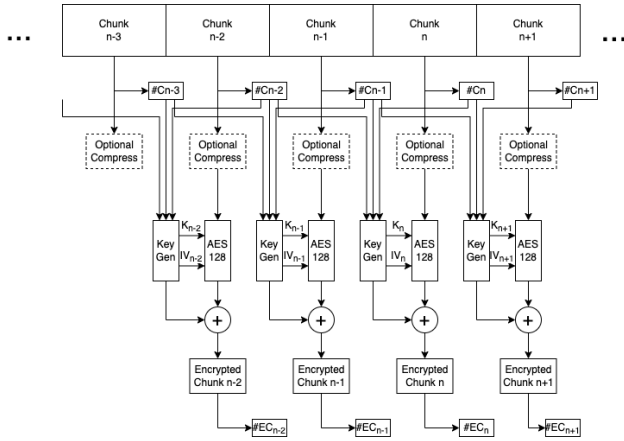 ... Chunk n-3 Chunk n-2 Chunk n-1 Chunk n Chunk n+1 ...
#Cn-3 #Cn-2 #Cn-1 #Cn #Cn+1
Optional Compress Optional Compress Optional Compress Optional Compress Optional Compress
Key Gen Kn-2 IVn-2 AES 128 Key Gen Kn-1 IVn-1 AES 128 Key Gen Kn IVn AES 128 Key Gen Kn+1 IVn+1 AES 128
+ + + +
Encrypted Chunk n-2 Encrypted Chunk n-1 Encrypted Chunk n Encrypted Chunk n+1
#ECn-2 #ECn-1 #ECn #ECn+1